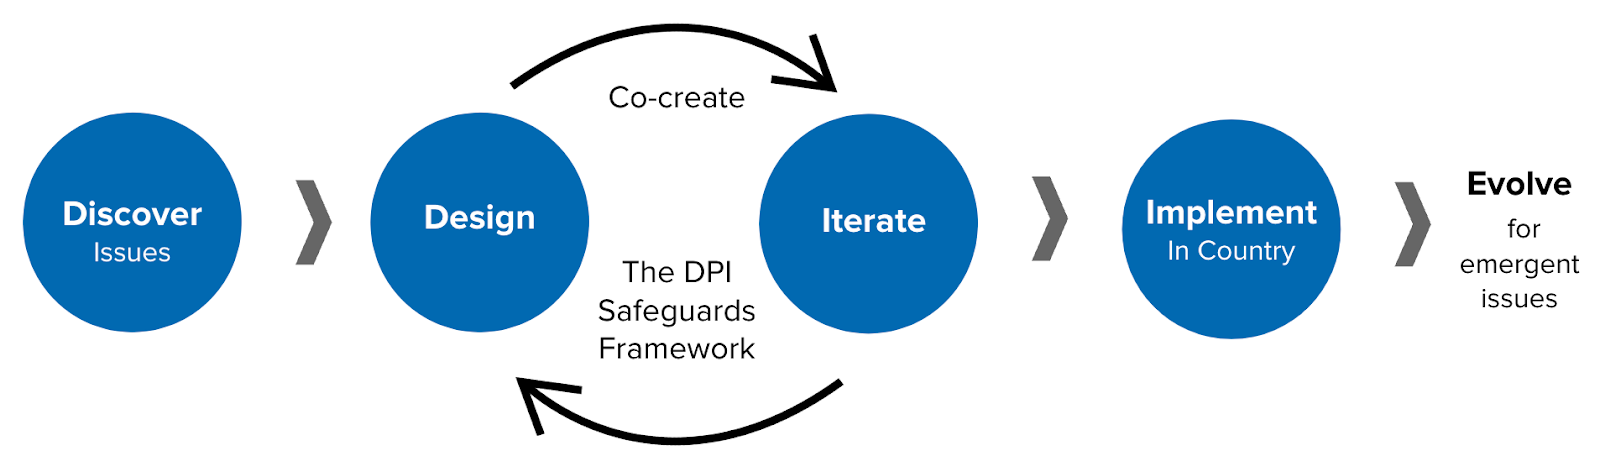 Discover
Issues
Design
Co-create
The DPI
Safeguards
Framework
Iterate
Implement
In Country
Evolve
for
emergent
issues